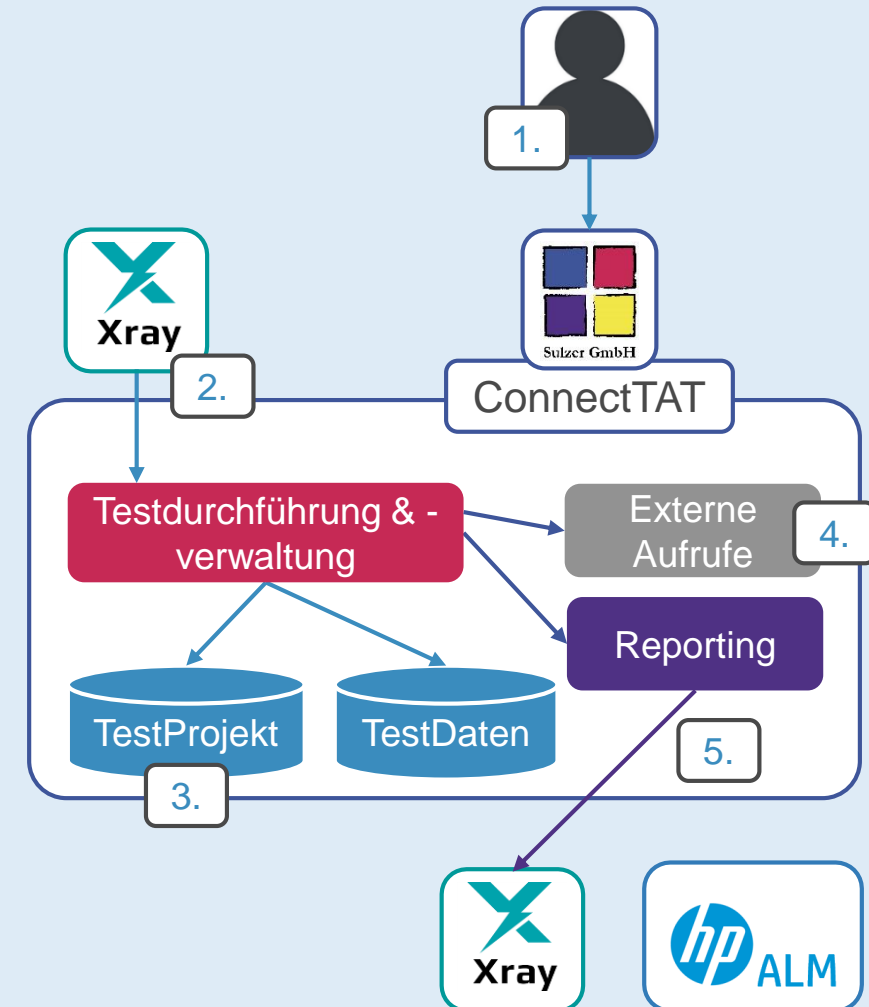 1.
Sulzer GmbH
ConnectTAT
Xray
2.
Testdurchführung & -
verwaltung
Externe
Aufrufe
4.
Reporting
TestProjekt
TestDaten
3.
5.
Xray
hp
ALM